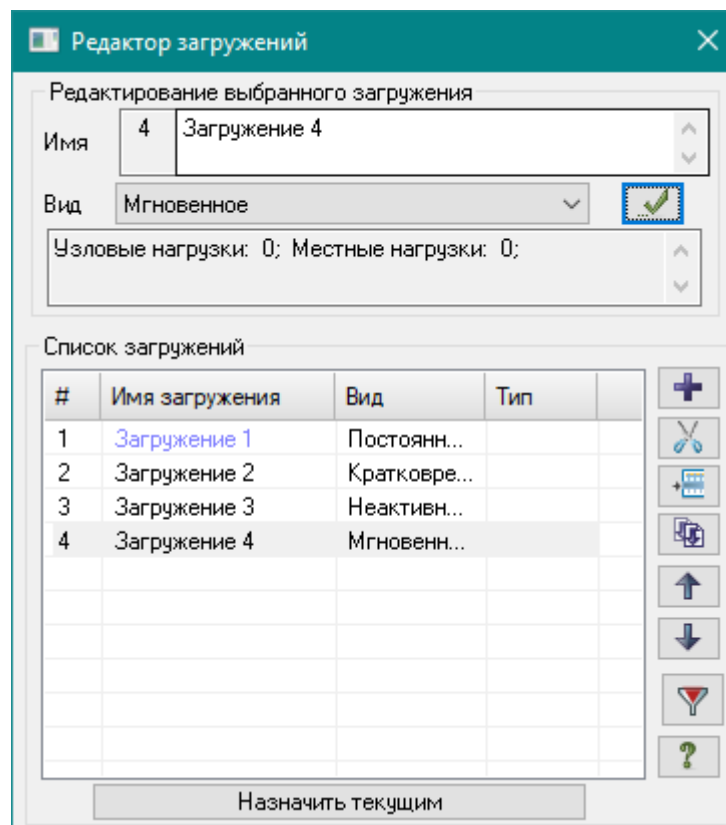 Редактор загружений
Редактирование выбранного загружения
Имя 4 Загружение 4
Вид Мгновенное
Узловые нагрузки: 0; Местные нагрузки: 0;
Список загружений
# Имя загружения Вид Тип
1 Загружение 1 Постоянн...
2 Загружение 2 Кратковре...
3 Загружение 3 Неактивн...
4 Загружение 4 Мгновенн...
Назначить текущим